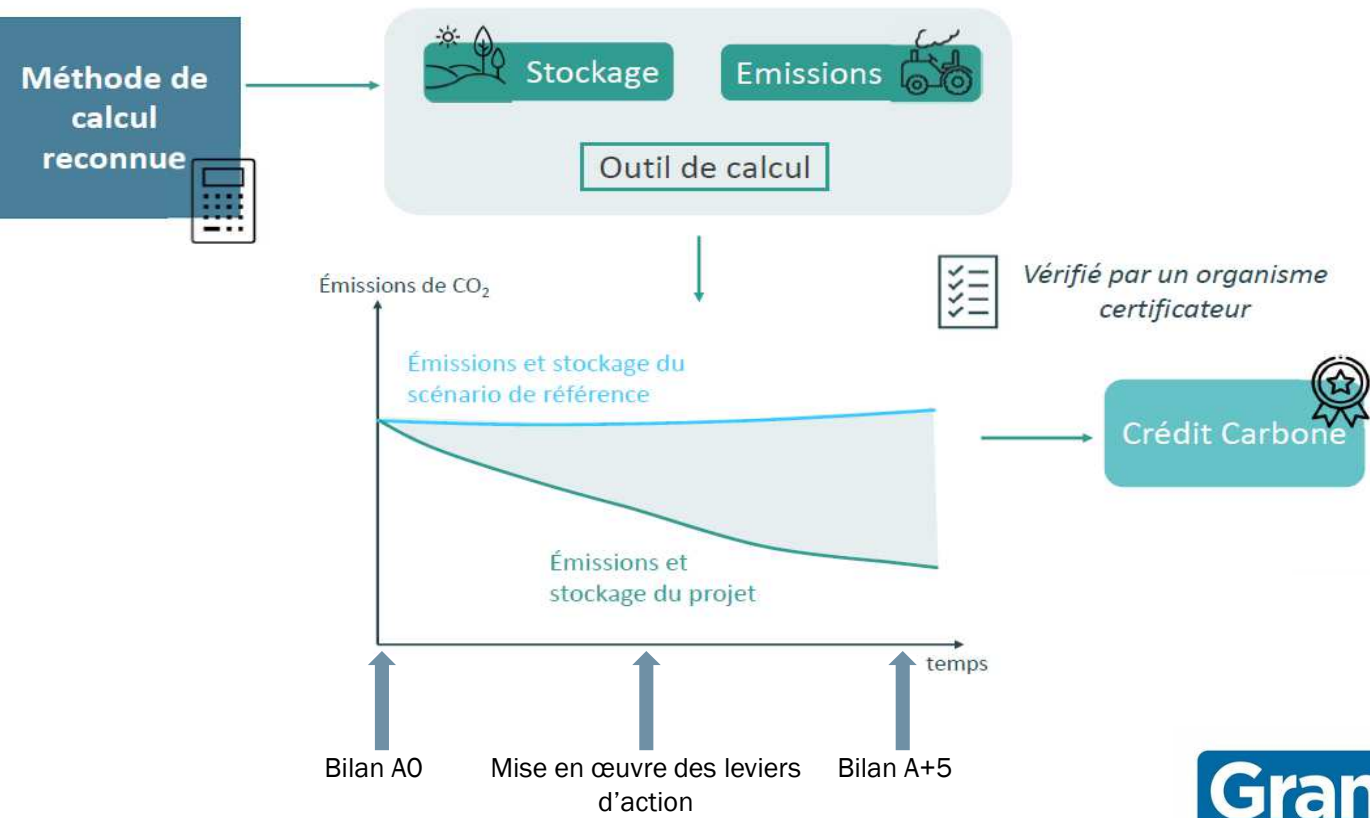 Méthode de
calcul
reconnue
Stockage
Emissions
Outil de calcul
Vérifié par un organisme
certificateur
Émissions de CO₂
Émissions et stockage du
scénario de référence
Crédit Carbone
Émissions et
stockage du projet
temps
Bilan A0
Mise en œuvre des leviers
d'action
Bilan A+5
Gran